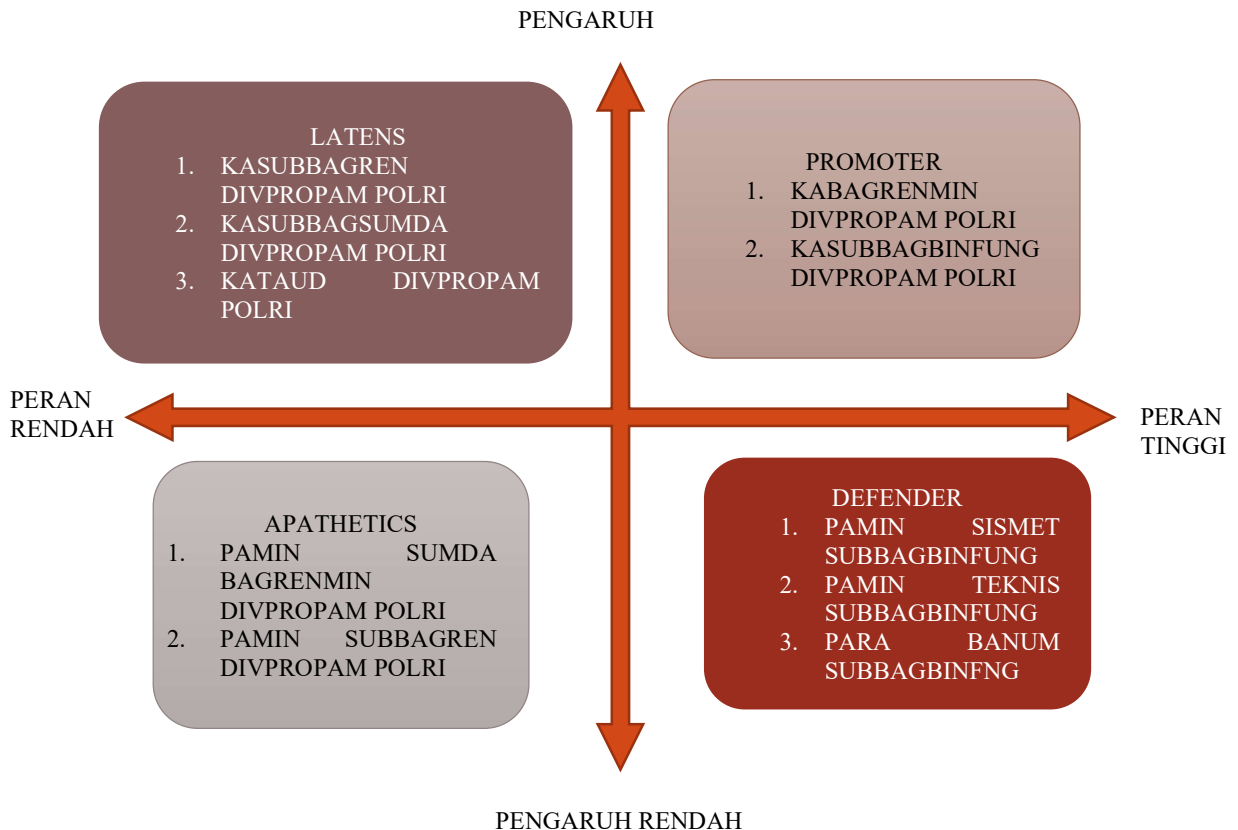 PENGARUH
LATENS
1. KASUBBAGREN
DIVPROPAM POLRI
2. KASUBBAGSUMDA
DIVPROPAM POLRI
3. KATAUD DIVPROPAM
POLRI
PROMOTER
1. KABAGRENMIN
DIVPROPAM POLRI
2. KASUBBAGBINFUNG
DIVPROPAM POLRI
PERAN
RENDAH
PERAN
TINGGI
APATHETICS
1. PAMIN SUMDA
BAGRENMIN
DIVPROPAM POLRI
2. PAMIN SUBBAGREN
DIVPROPAM POLRI
DEFENDER
1. PAMIN SISMET
SUBBAGBINFUNG
2. PAMIN TEKNIS
SUBBAGBINFUNG
3. PARA BANUM
SUBBAGBINFNG
PENGARUH RENDAH